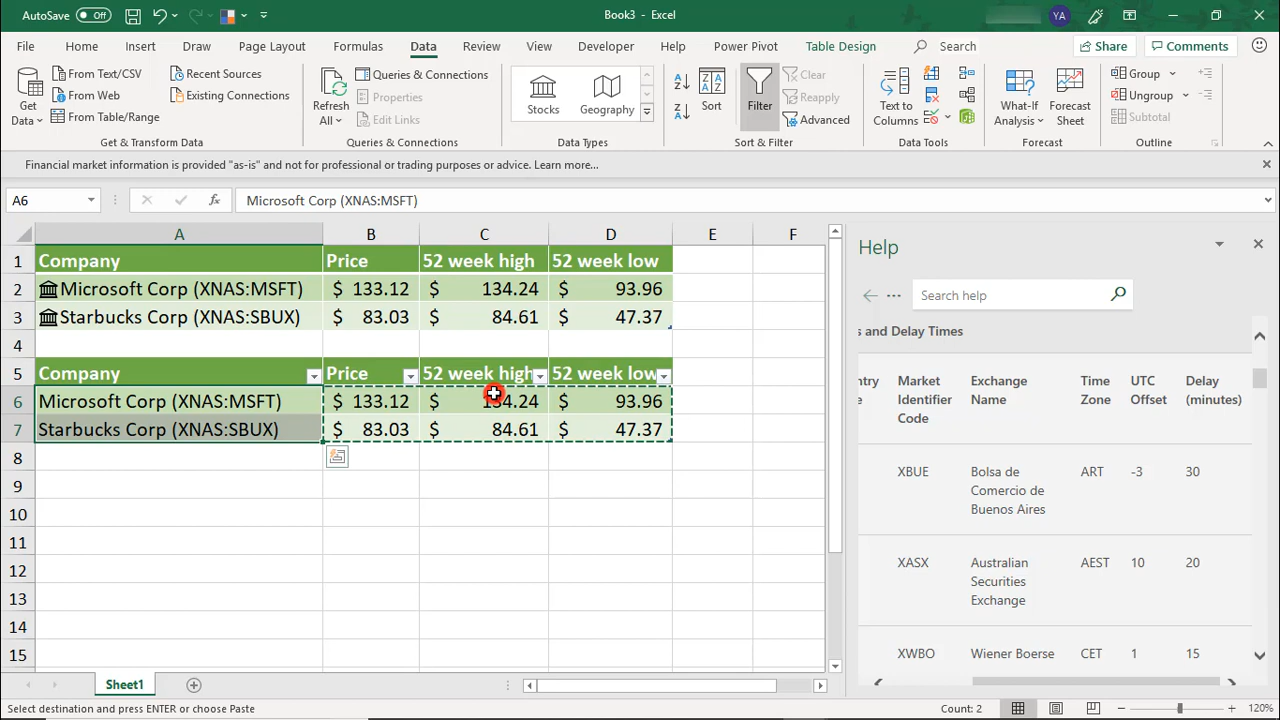 AutoSave Off
Book3 - Excel
YA
File Home Insert Draw Page Layout Formulas Data Review View Developer Help Power Pivot Table Design Search Share Comments
Get Data
From Text/CSV
From Web
From Table/Range
Recent Sources
Existing Connections
Get & Transform Data
Refresh All
Queries & Connections
Properties
Edit Links
Queries & Connections
Stocks
Geography
Data Types
Sort
Filter
Clear
Reapply
Advanced
Sort & Filter
Text to Columns
Data Tools
What-If Analysis
Forecast Sheet
Forecast
Group
Ungroup
Subtotal
Outline
Financial market information is provided "as-is" and not for professional or trading purposes or advice. Learn more...
A6
fx
Microsoft Corp (XNAS:MSFT)
A B C D E F
1 Company Price 52 week high 52 week low
2 Microsoft Corp (XNAS:MSFT) $ 133.12 $ 134.24 $ 93.96
3 Starbucks Corp (XNAS:SBUX) $ 83.03 $ 84.61 $ 47.37
4
5 Company Price 52 week high 52 week low
6 Microsoft Corp (XNAS:MSFT) $ 133.12 $ 134.24 $ 93.96
7 Starbucks Corp (XNAS:SBUX) $ 83.03 $ 84.61 $ 47.37
8
9
10
11
12
13
14
15
Help
Search help
s and Delay Times
ntry
or
Market Identifier Code
Exchange Name
Time Zone
UTC Offset
Delay (minutes)
XBUE Bolsa de Comercio de Buenos Aires ART -3 30
XASX Australian Securities Exchange AEST 10 20
XWBO Wiener Boerse CET 1 15
Sheet1
Select destination and press ENTER or choose Paste
Count: 2
120%